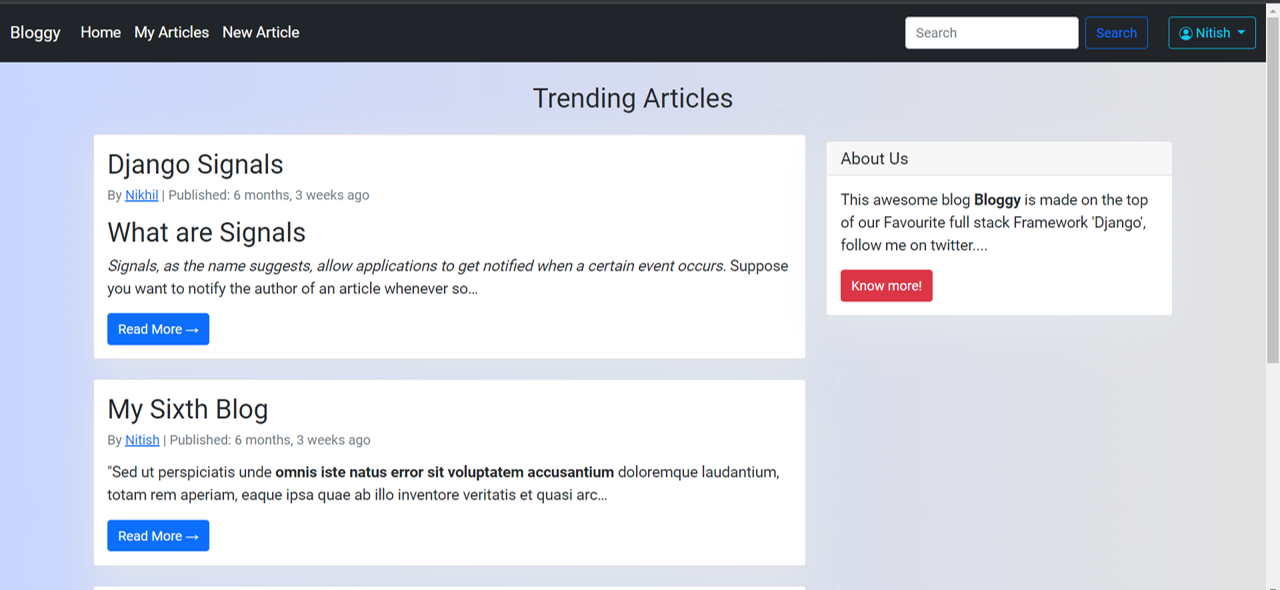 Bloggy Home My Articles New Article Search Search Nitish
Trending Articles
Django Signals
By Nikhil | Published: 6 months, 3 weeks ago
What are Signals
Signals, as the name suggests, allow applications to get notified when a certain event occurs. Suppose
you want to notify the author of an article whenever so...
Read More →
My Sixth Blog
By Nitish | Published: 6 months, 3 weeks ago
"Sed ut perspiciatis unde omnis iste natus error sit voluptatem accusantium doloremque laudantium,
totam rem aperiam, eaque ipsa quae ab illo inventore veritatis et quasi arc...
Read More →
About Us
This awesome blog Bloggy is made on the top
of our Favourite full stack Framework 'Django',
follow me on twitter....
Know more!